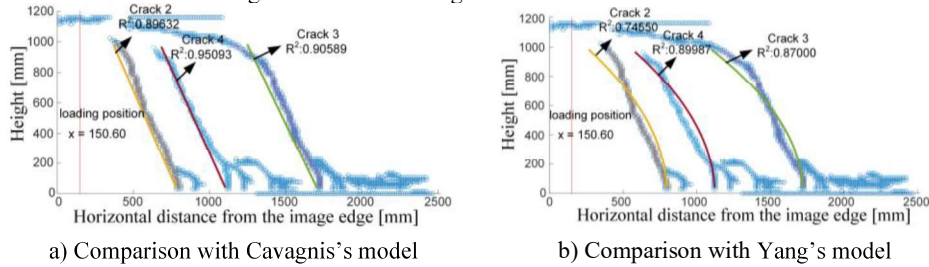 1200
1000
800
600
400
200
0
Height [mm]
Crack 2
R²:0.89632
Crack 4
R²:0.95093
Crack 3
R²:0.90589
loading position
x = 150.60
0 500 1000 1500 2000 2500
Horizontal distance from the image edge [mm]
a) Comparison with Cavagnis's model
1200
1000
800
600
400
200
0
Height [mm]
Crack 2
R²:0.74550
Crack 4
R²:0.89987
Crack 3
R²:0.87000
loading position
x = 150.60
0 500 1000 1500 2000 2500
Horizontal distance from the image edge [mm]
b) Comparison with Yang's model